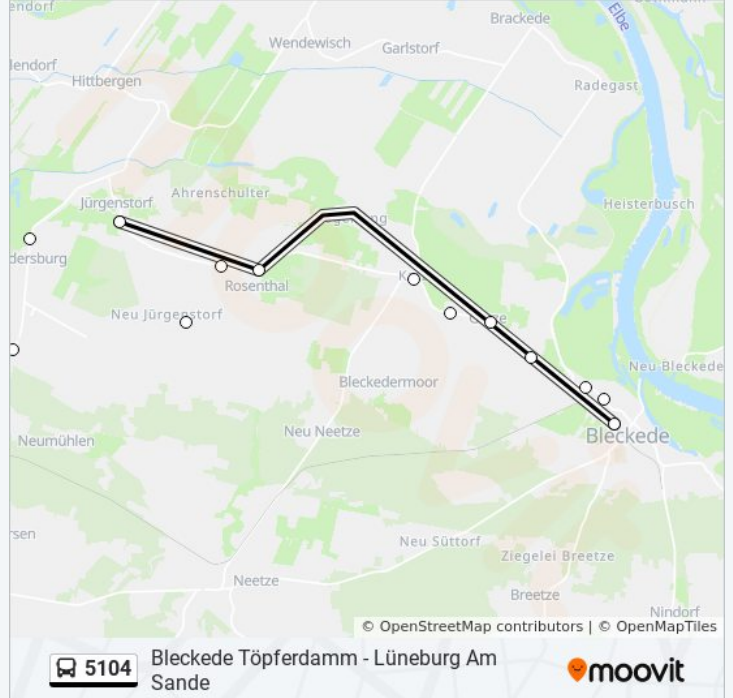 Elbe
Brackede
Wendewisch
Garlstorf
Hittbergen
Radegast
Jürgenstorf
Ahrenschulter
Heisterbusch
Rosenthal
Neu Jürgenstorf
Neu Bleckede
Bleckedermoor
Neu Neetze
Bleckede
Neumühlen
Neu Süttorf
Ziegelei Breetze
Neetze
Breetze
Nindorf
© OpenStreetMap contributors | © OpenMapTiles
5104
Bleckede Töpferdamm - Lüneburg Am
Sande
moovit